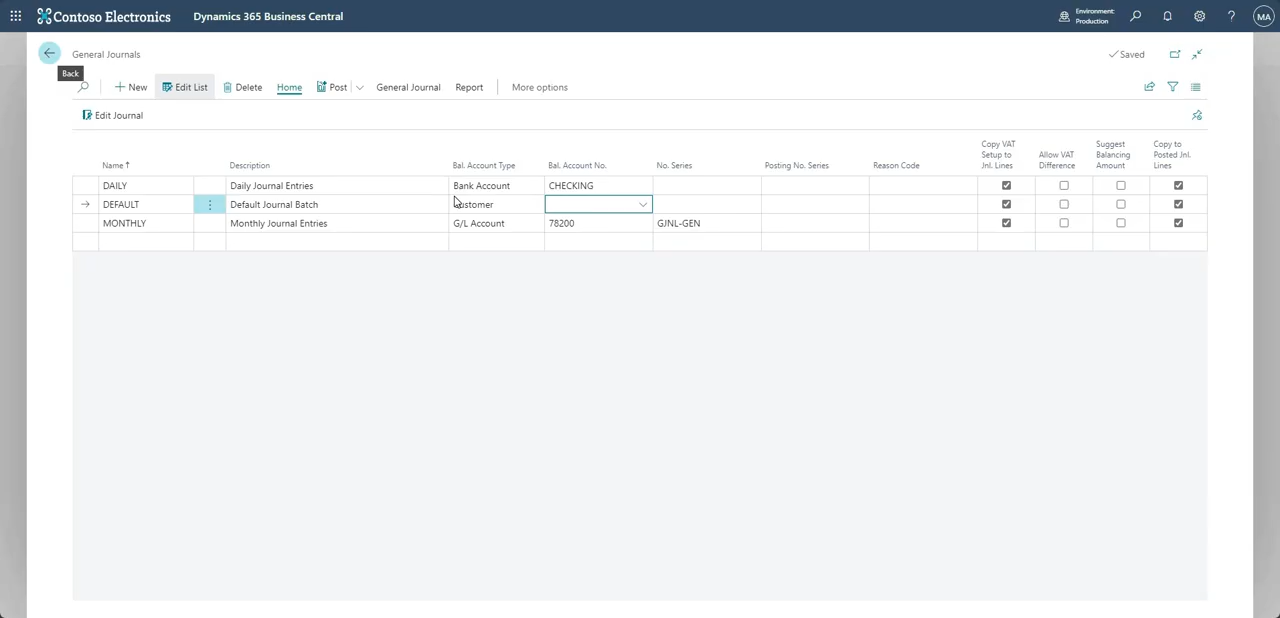 Contoso Electronics Dynamics 365 Business Central Environment: Production ? MA
General Journals Saved
Back
New Edit List Delete Home Post General Journal Report More options
Edit Journal
Name ↑ Description Bal. Account Type Bal. Account No. No. Series Posting No. Series Reason Code Copy VAT Setup to Jnl. Lines Allow VAT Difference Suggest Balancing Amount Copy to Posted Jnl. Lines
DAILY Daily Journal Entries Bank Account CHECKING
DEFAULT Default Journal Batch Customer
MONTHLY Monthly Journal Entries G/L Account 78200 GJNL-GEN